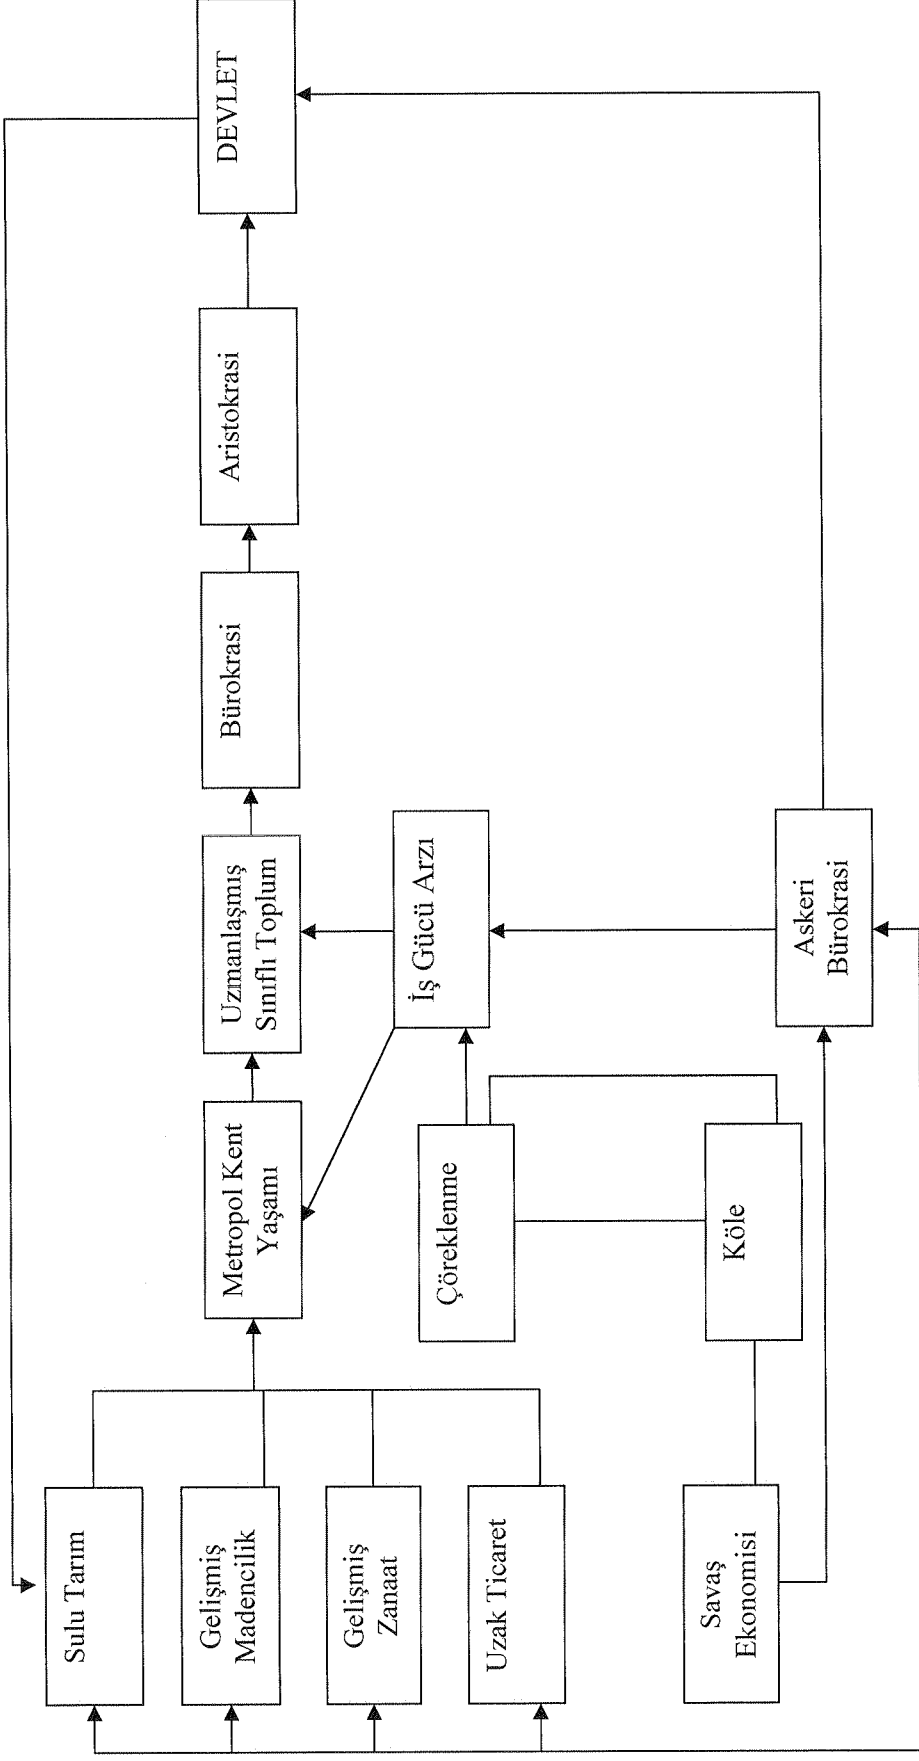 Sulu Tarım
Gelişmiş
Madencilik
Gelişmiş
Zanaat
Uzak Ticaret
Savaş
Ekonomisi
Metropol Kent
Yaşamı
Çöreklenme
Köle
Uzmanlaşmış
Sınıflı Toplum
İş Gücü Arzı
Askeri
Bürokrasi
Bürokrasi
Aristokrasi
DEVLET